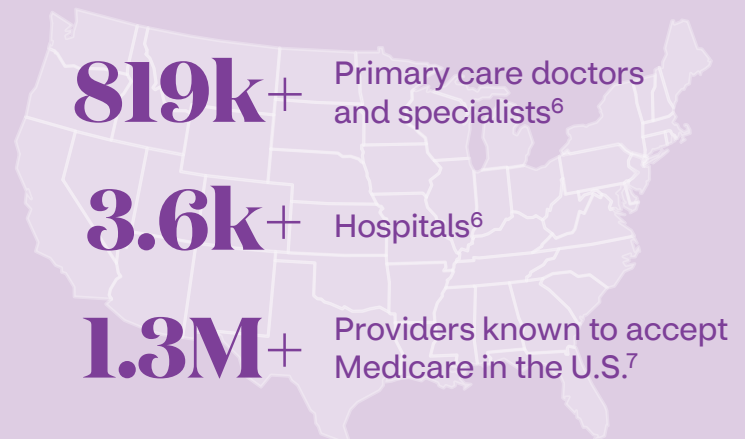 819k+ Primary care doctors
and specialists⁶
3.6k+ Hospitals⁶
1.3M+ Providers known to accept
Medicare in the U.S.⁷